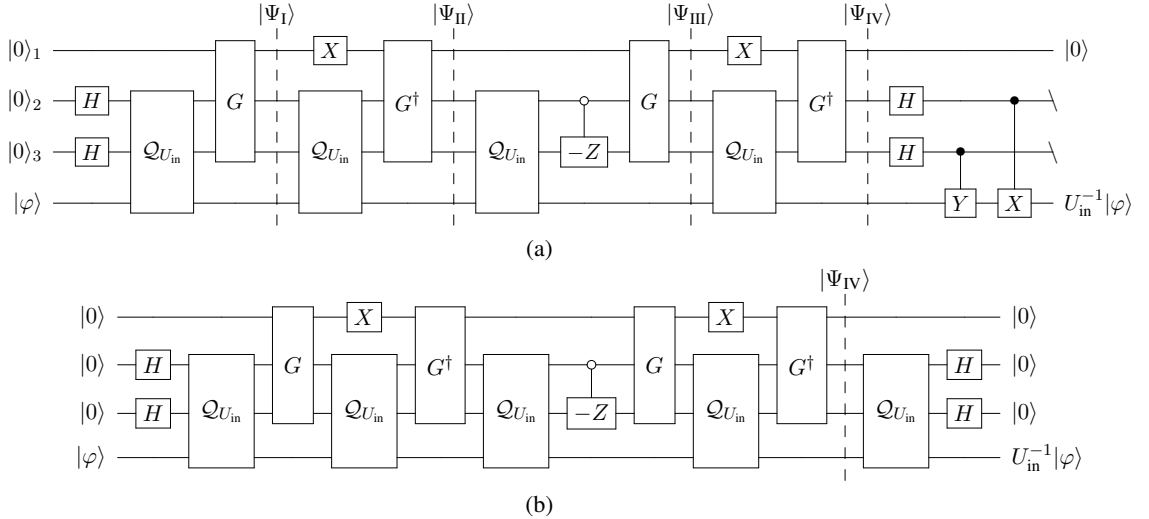 |Ψ_I⟩ |Ψ_II⟩ |Ψ_III⟩ |Ψ_IV⟩
|0⟩_1 X X |0⟩
G G† G G†
|0⟩_2 H H
|0⟩_3 H Q_{U_in} Q_{U_in} Q_{U_in} −Z Q_{U_in} H
|φ⟩ Y X U_in^{-1}|φ⟩
(a)
|Ψ_IV⟩
|0⟩ X X |0⟩
|0⟩ H G G† G G† H |0⟩
|0⟩ H Q_{U_in} Q_{U_in} Q_{U_in} −Z Q_{U_in} Q_{U_in} H |0⟩
|φ⟩ U_in^{-1}|φ⟩
(b)